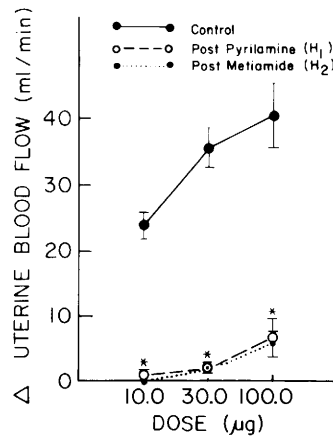 Control
Post Pyrilamine (H1)
Post Metiamide (H2)
Δ UTERINE BLOOD FLOW (ml/min)
40
30
20
10
0
*
*
*
10.0 30.0 100.0
DOSE (μg)